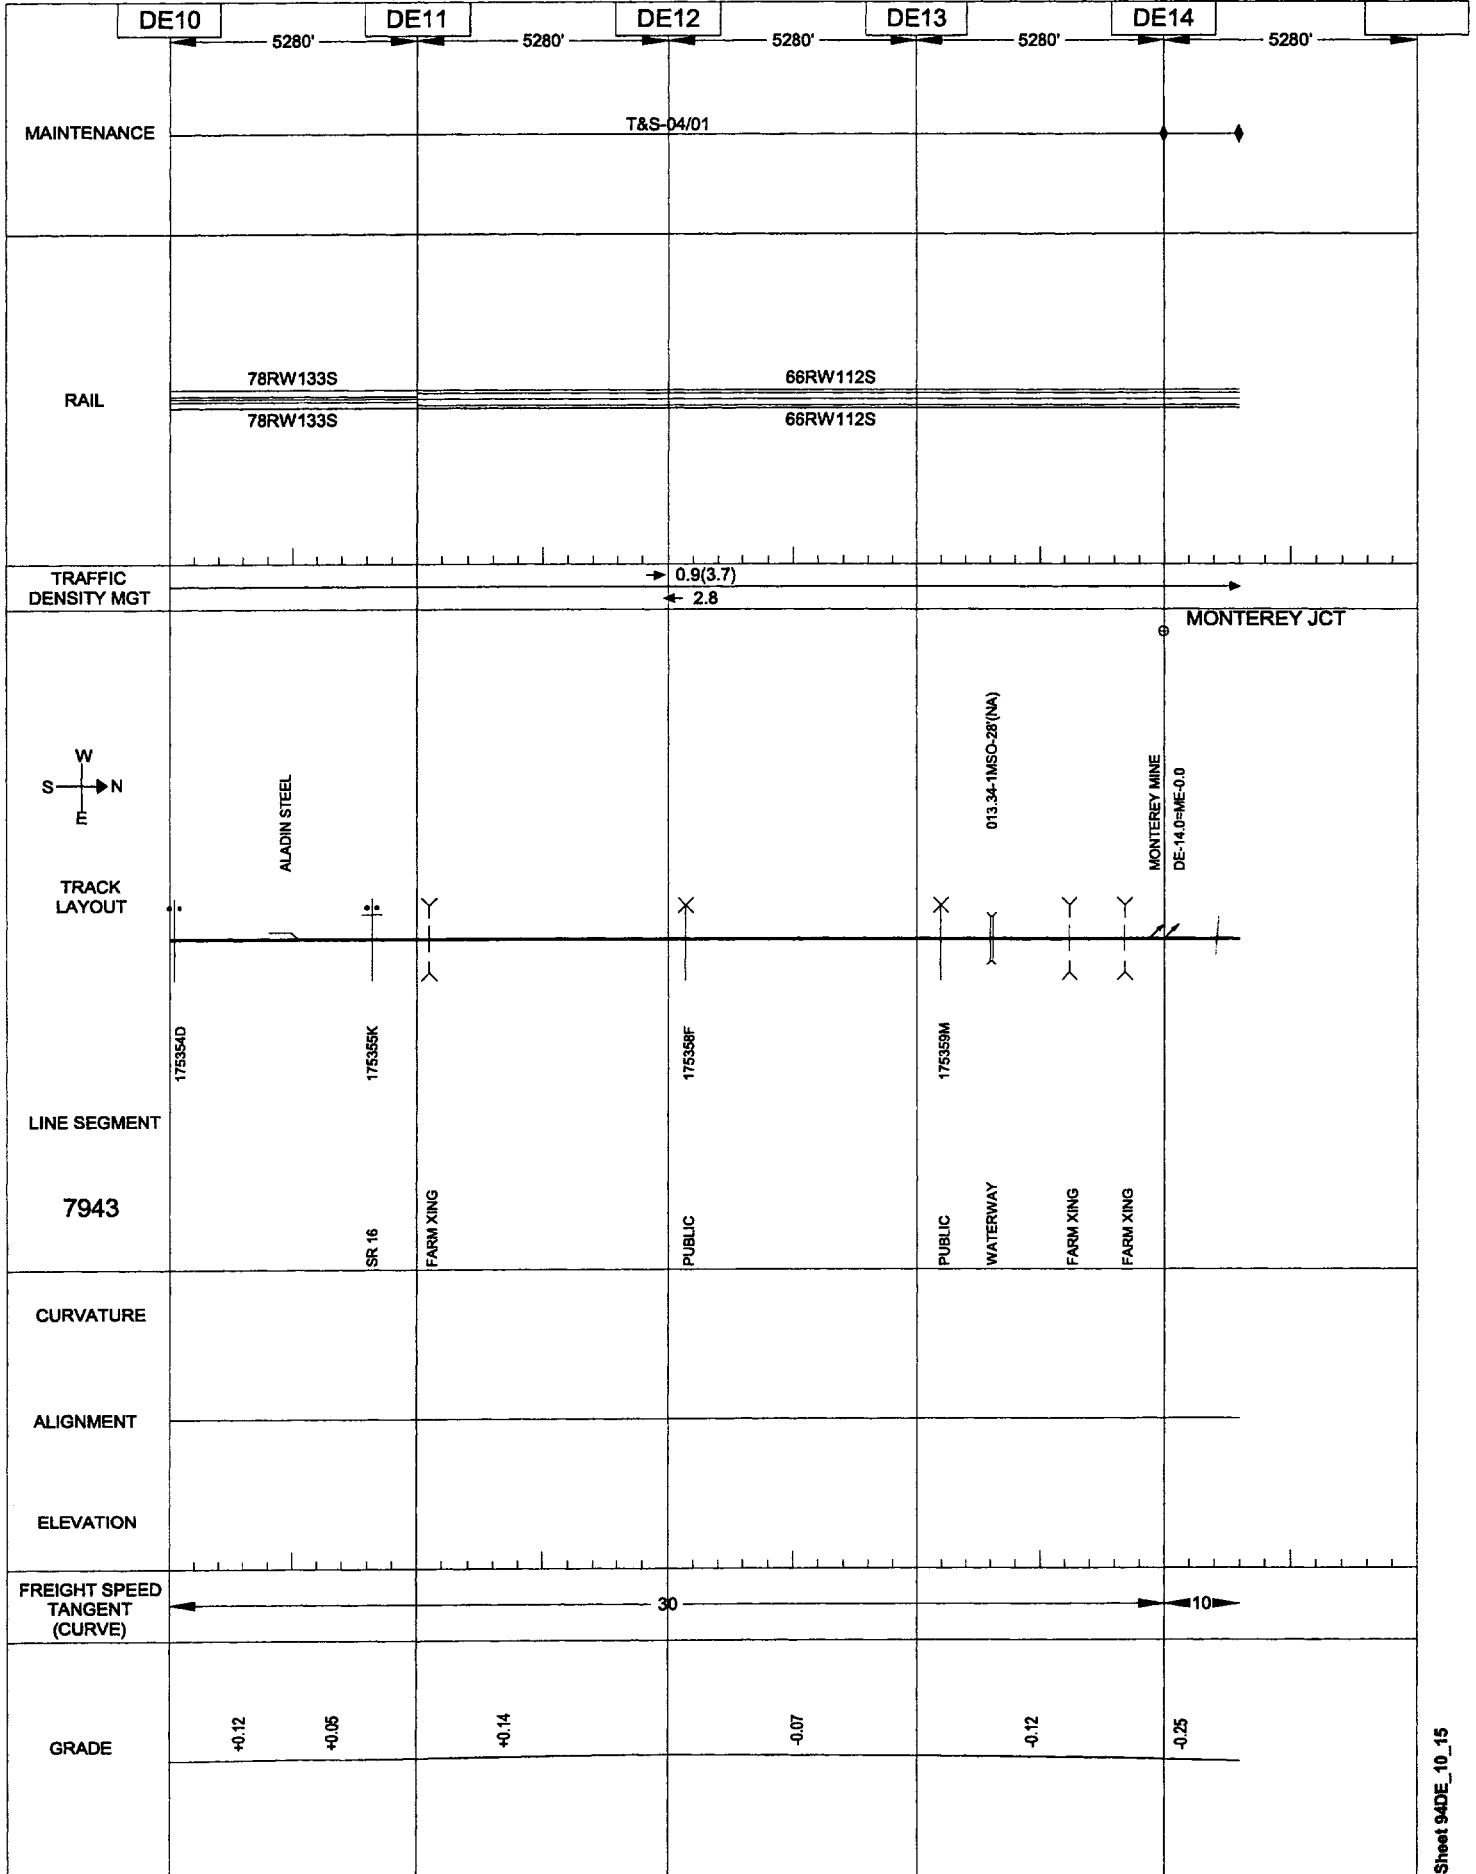 DE10 DE11 DE12 DE13 DE14
5280' 5280' 5280' 5280' 5280'
MAINTENANCE
T&S-04/01
RAIL
78RW133S 66RW112S
78RW133S 66RW112S
TRAFFIC
DENSITY MGT
0.9(3.7)
2.8
MONTEREY JCT
W
S N
E
ALADIN STEEL
013.34-1MSO-28'(NA)
MONTEREY MINE
DE-14.0=ME-0.0
TRACK
LAYOUT
175354D
175355K
175358F
175359M
LINE SEGMENT
7943
SR 16
FARM XING
PUBLIC
PUBLIC
WATERWAY
FARM XING
FARM XING
CURVATURE
ALIGNMENT
ELEVATION
FREIGHT SPEED
TANGENT
(CURVE)
30 10
GRADE
+0.12
+0.05
+0.14
-0.07
-0.12
-0.25
Sheet 94DE_10_15